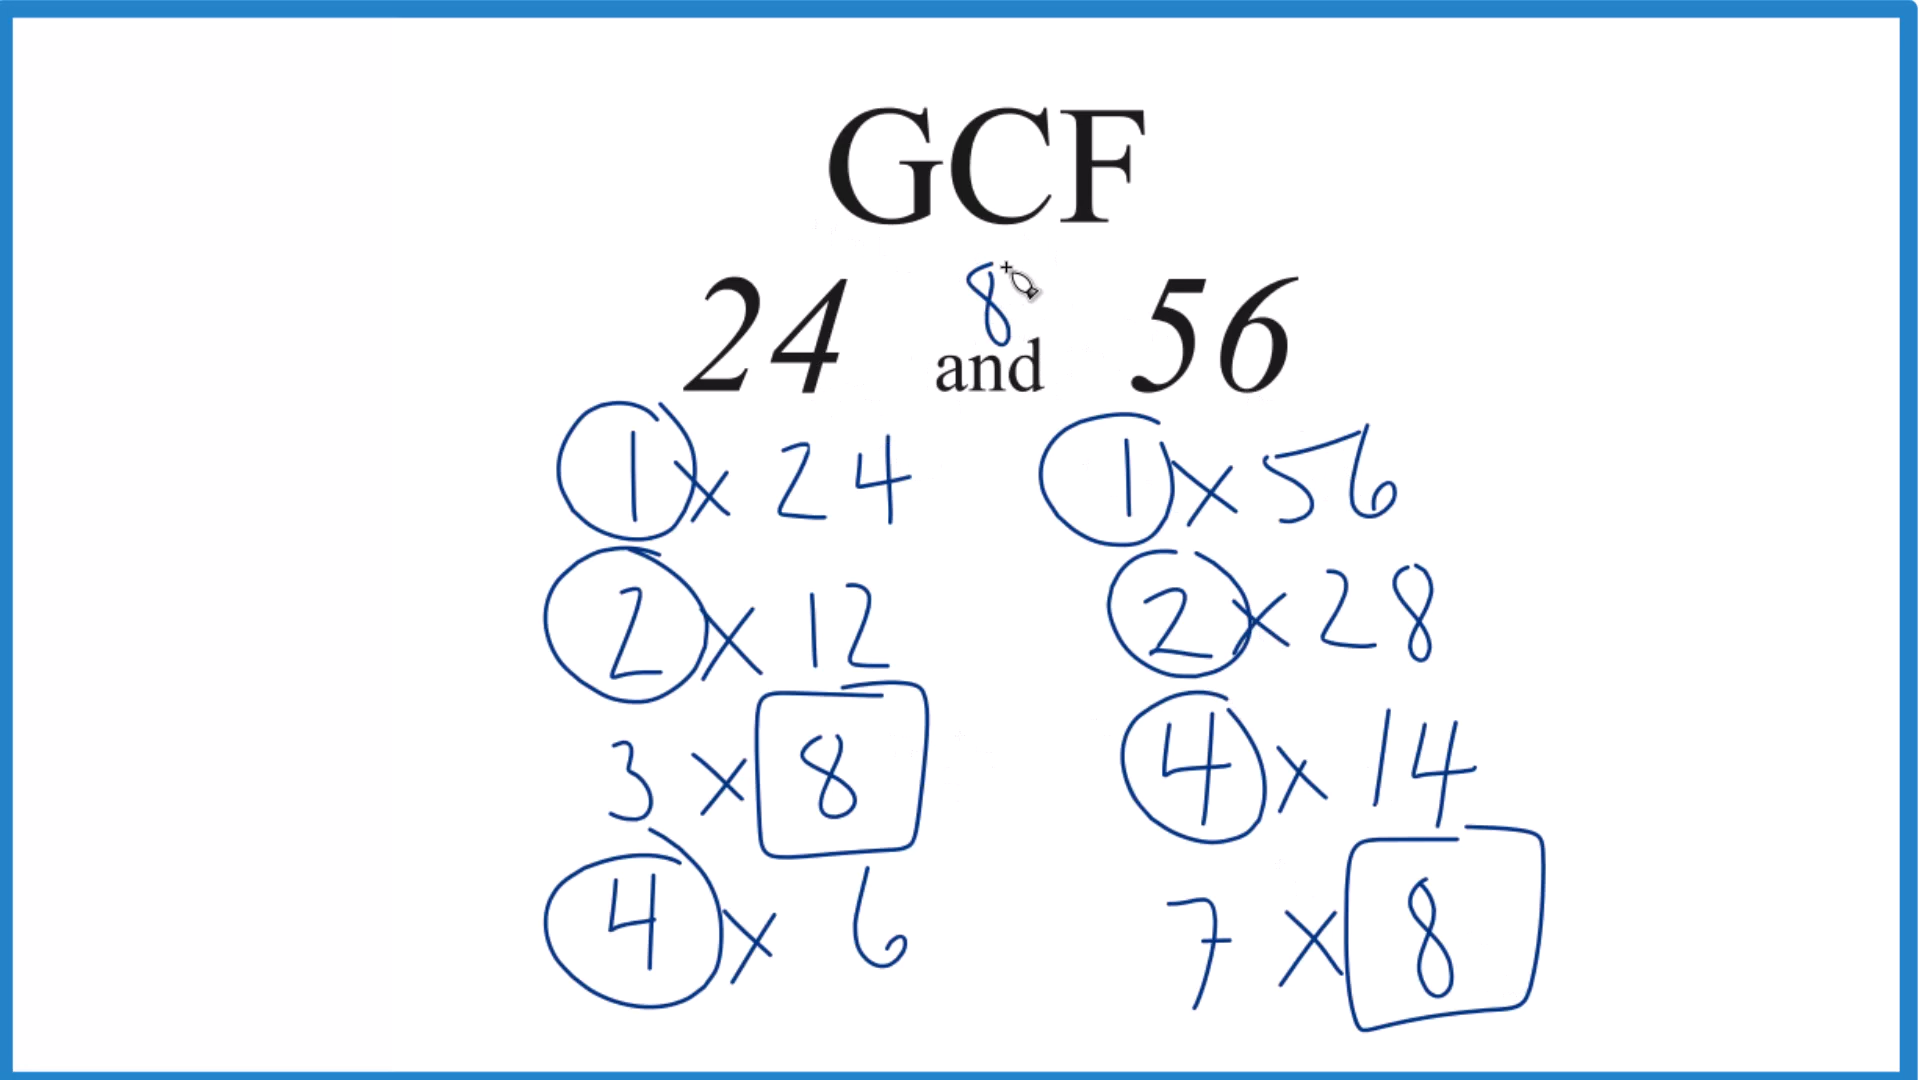 GCF
24 8 and 56
1 x 24 1 x 56
2 x 12 2 x 28
3 x 8 4 x 14
4 x 6 7 x 8